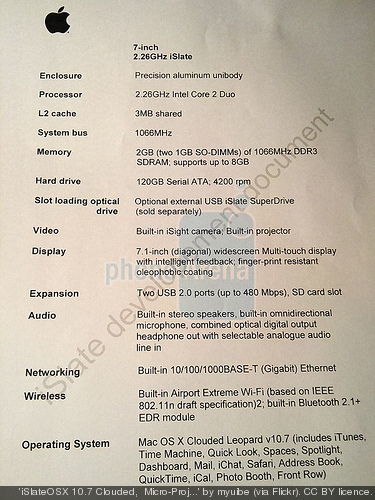 7-inch
2.26GHz iSlate
Enclosure Precision aluminum unibody
Processor 2.26GHz Intel Core 2 Duo
L2 cache 3MB shared
System bus 1066MHz
Memory 2GB (two 1GB SO-DIMMs) of 1066MHz DDR3
SDRAM; supports up to 8GB
Hard drive 120GB Serial ATA; 4200 rpm
Slot loading optical Optional external USB iSlate SuperDrive
drive (sold separately)
Video Built-in iSight camera; Built-in projector
Display 7.1-inch (diagonal) widescreen Multi-touch display
with intelligent feedback; finger-print resistant
oleophobic coating
Expansion Two USB 2.0 ports (up to 480 Mbps), SD card slot
Audio Built-in stereo speakers, built-in omnidirectional
microphone, combined optical digital output
headphone out with selectable analogue audio
line in
Networking Built-in 10/100/1000BASE-T (Gigabit) Ethernet
Wireless Built-in Airport Extreme Wi-Fi (based on IEEE
802.11n draft specification)2; built-in Bluetooth 2.1+
EDR module
Operating System Mac OS X Clouded Leopard v10.7 (includes iTunes,
Time Machine, Quick Look, Spaces, Spotlight,
Dashboard, Mail, iChat, Safari, Address Book,
QuickTime, iCal, Photo Booth, Front Row)
iSlate development document
phonearena
'iSlateOSX 10.7 Clouded, Micro-Proj...' by myuibe (via Flickr). CC BY licence